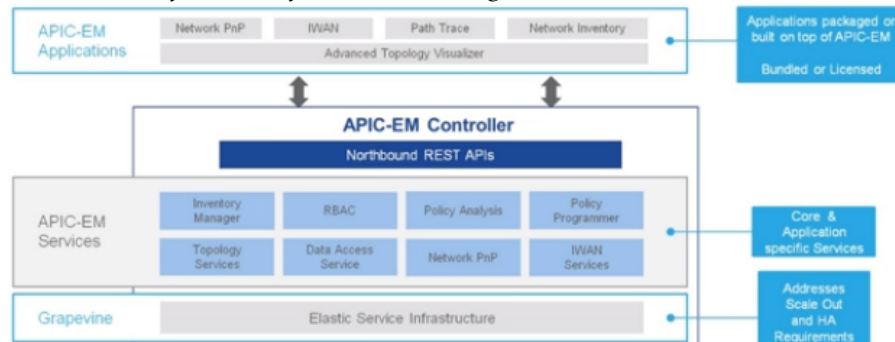 APIC-EM
Applications
Network PnP
IWAN
Path Trace
Network Inventory
Advanced Topology Visualizer
Applications packaged or
built on top of APIC-EM
Bundled or Licensed
APIC-EM Controller
Northbound REST APIs
APIC-EM
Services
Inventory
Manager
RBAC
Policy Analysis
Policy
Programmer
Topology
Services
Data Access
Service
Network PnP
IWAN
Services
Core &
Application
specific Services
Grapevine
Elastic Service Infrastructure
Addresses
Scale Out
and HA
Requirements